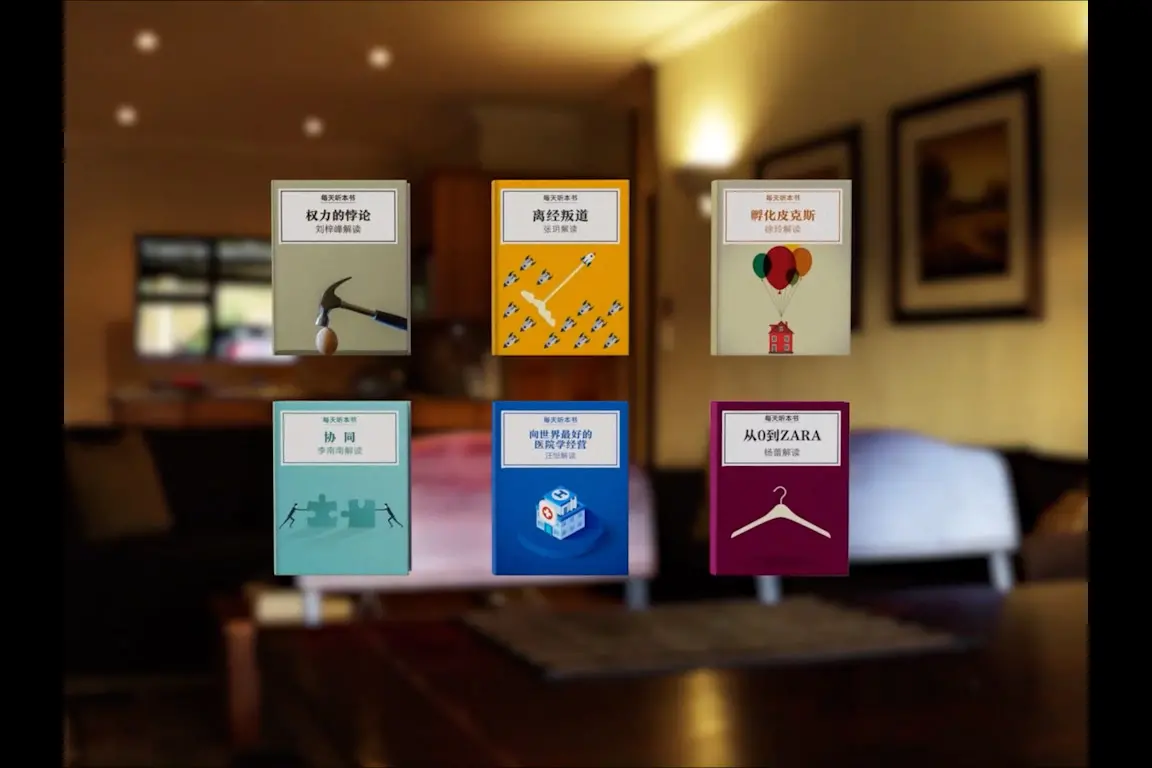 每天听本书
权力的悖论
刘梓峰解读
每天听本书
离经叛道
张玥解读
每天听本书
孵化皮克斯
徐玲解读
每天听本书
协同
李南南解读
每天听本书
向世界最好的
医院学经营
汪恒解读
每天听本书
从0到ZARA
杨蕾解读
H